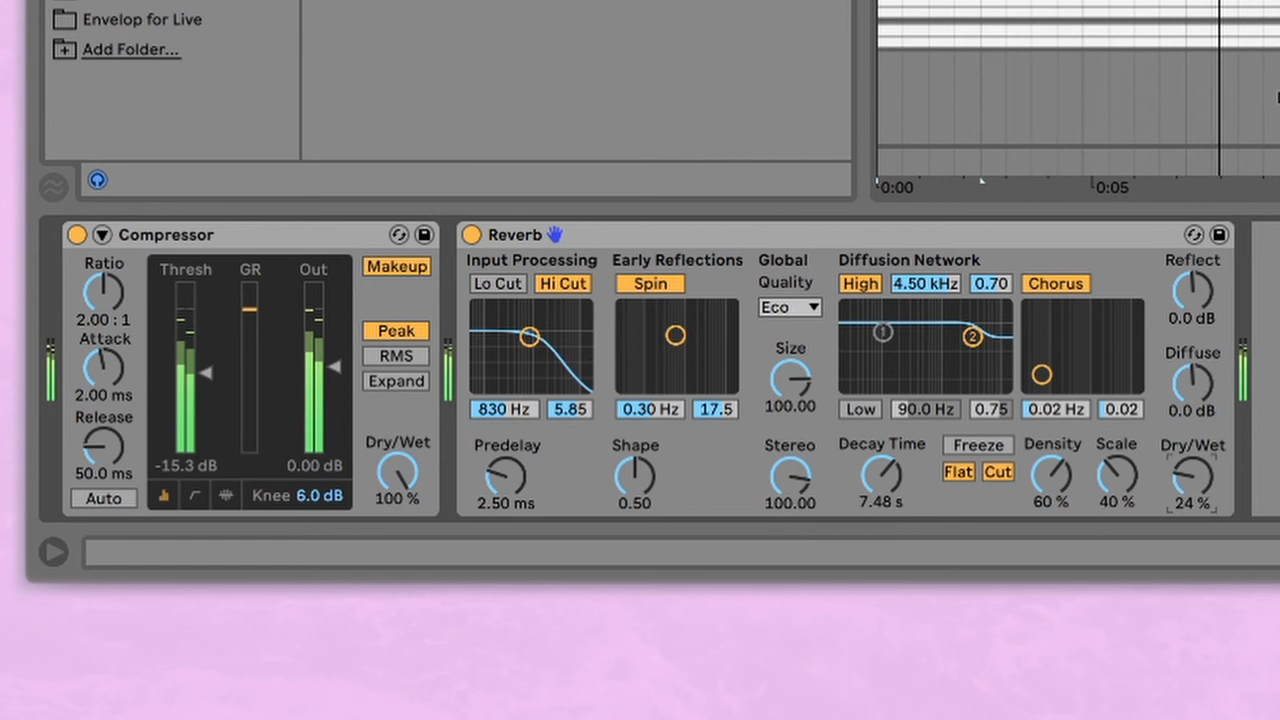 Envelop for Live
Add Folder...
0:00
0:05
Compressor
Ratio
2.00 : 1
Attack
2.00 ms
Release
50.0 ms
Auto
Thresh
GR
Out
-15.3 dB
0.00 dB
Knee 6.0 dB
Makeup
Peak
RMS
Expand
Dry/Wet
100 %
Reverb
Input Processing
Lo Cut
Hi Cut
830 Hz
5.85
Predelay
2.50 ms
Early Reflections
Spin
0.30 Hz
17.5
Shape
0.50
Global
Quality
Eco
Size
100.00
Stereo
100.00
Diffusion Network
High
4.50 kHz
0.70
Chorus
1
2
Low
90.0 Hz
0.75
0.02 Hz
0.02
Decay Time
7.48 s
Freeze
Flat
Cut
Density
60 %
Scale
40 %
Reflect
0.0 dB
Diffuse
0.0 dB
Dry/Wet
24 %